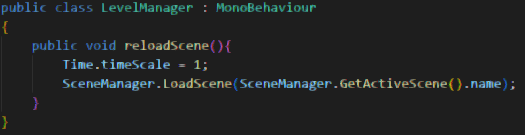 public class LevelManager : MonoBehaviour
{
    public void reloadScene(){
        Time.timeScale = 1;
        SceneManager.LoadScene(SceneManager.GetActiveScene().name);
    }
}